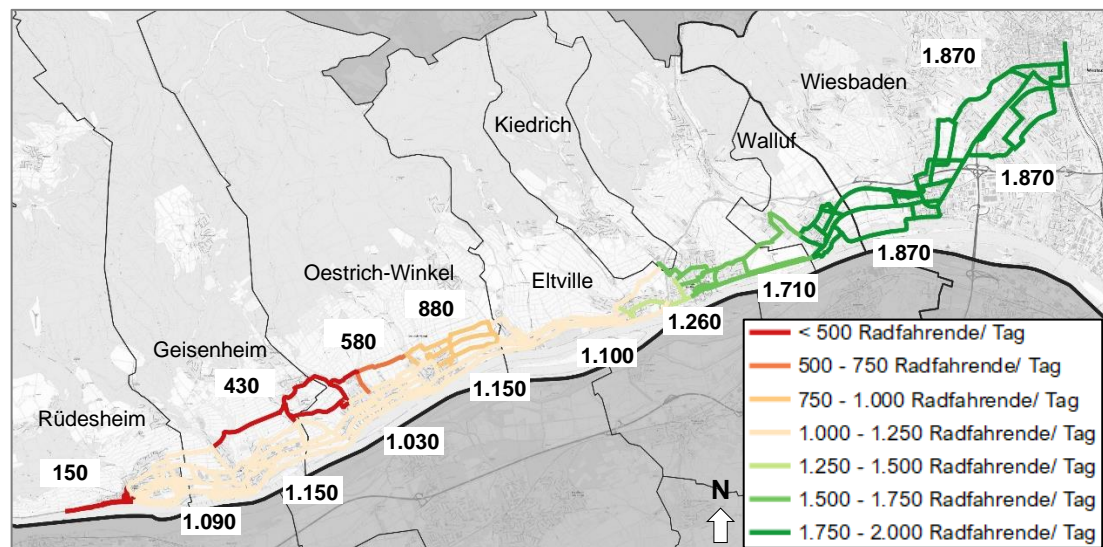 1.870
Wiesbaden
Kiedrich
Walluf
1.870
Oestrich-Winkel
Eltville
1.870
880
1.710
1.260
Geisenheim
580
1.100
430
1.150
Rüdesheim
1.030
150
1.150
1.090
N
< 500 Radfahrende/ Tag
500 - 750 Radfahrende/ Tag
750 - 1.000 Radfahrende/ Tag
1.000 - 1.250 Radfahrende/ Tag
1.250 - 1.500 Radfahrende/ Tag
1.500 - 1.750 Radfahrende/ Tag
1.750 - 2.000 Radfahrende/ Tag